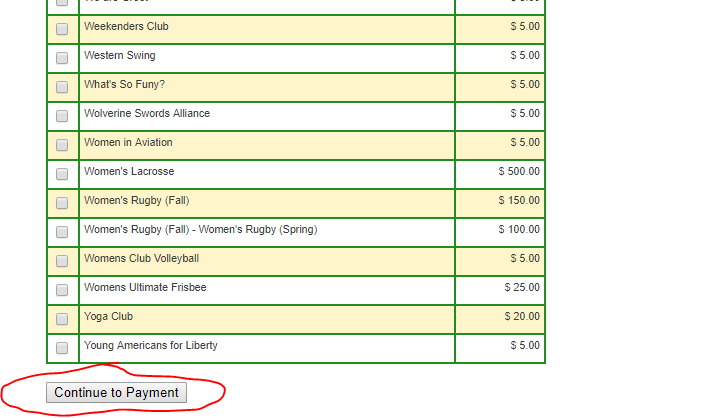 Weekenders Club $ 5.00
Western Swing $ 5.00
What's So Funy? $ 5.00
Wolverine Swords Alliance $ 5.00
Women in Aviation $ 5.00
Women's Lacrosse $ 500.00
Women's Rugby (Fall) $ 150.00
Women's Rugby (Fall) - Women's Rugby (Spring) $ 100.00
Womens Club Volleyball $ 5.00
Womens Ultimate Frisbee $ 25.00
Yoga Club $ 20.00
Young Americans for Liberty $ 5.00
Continue to Payment